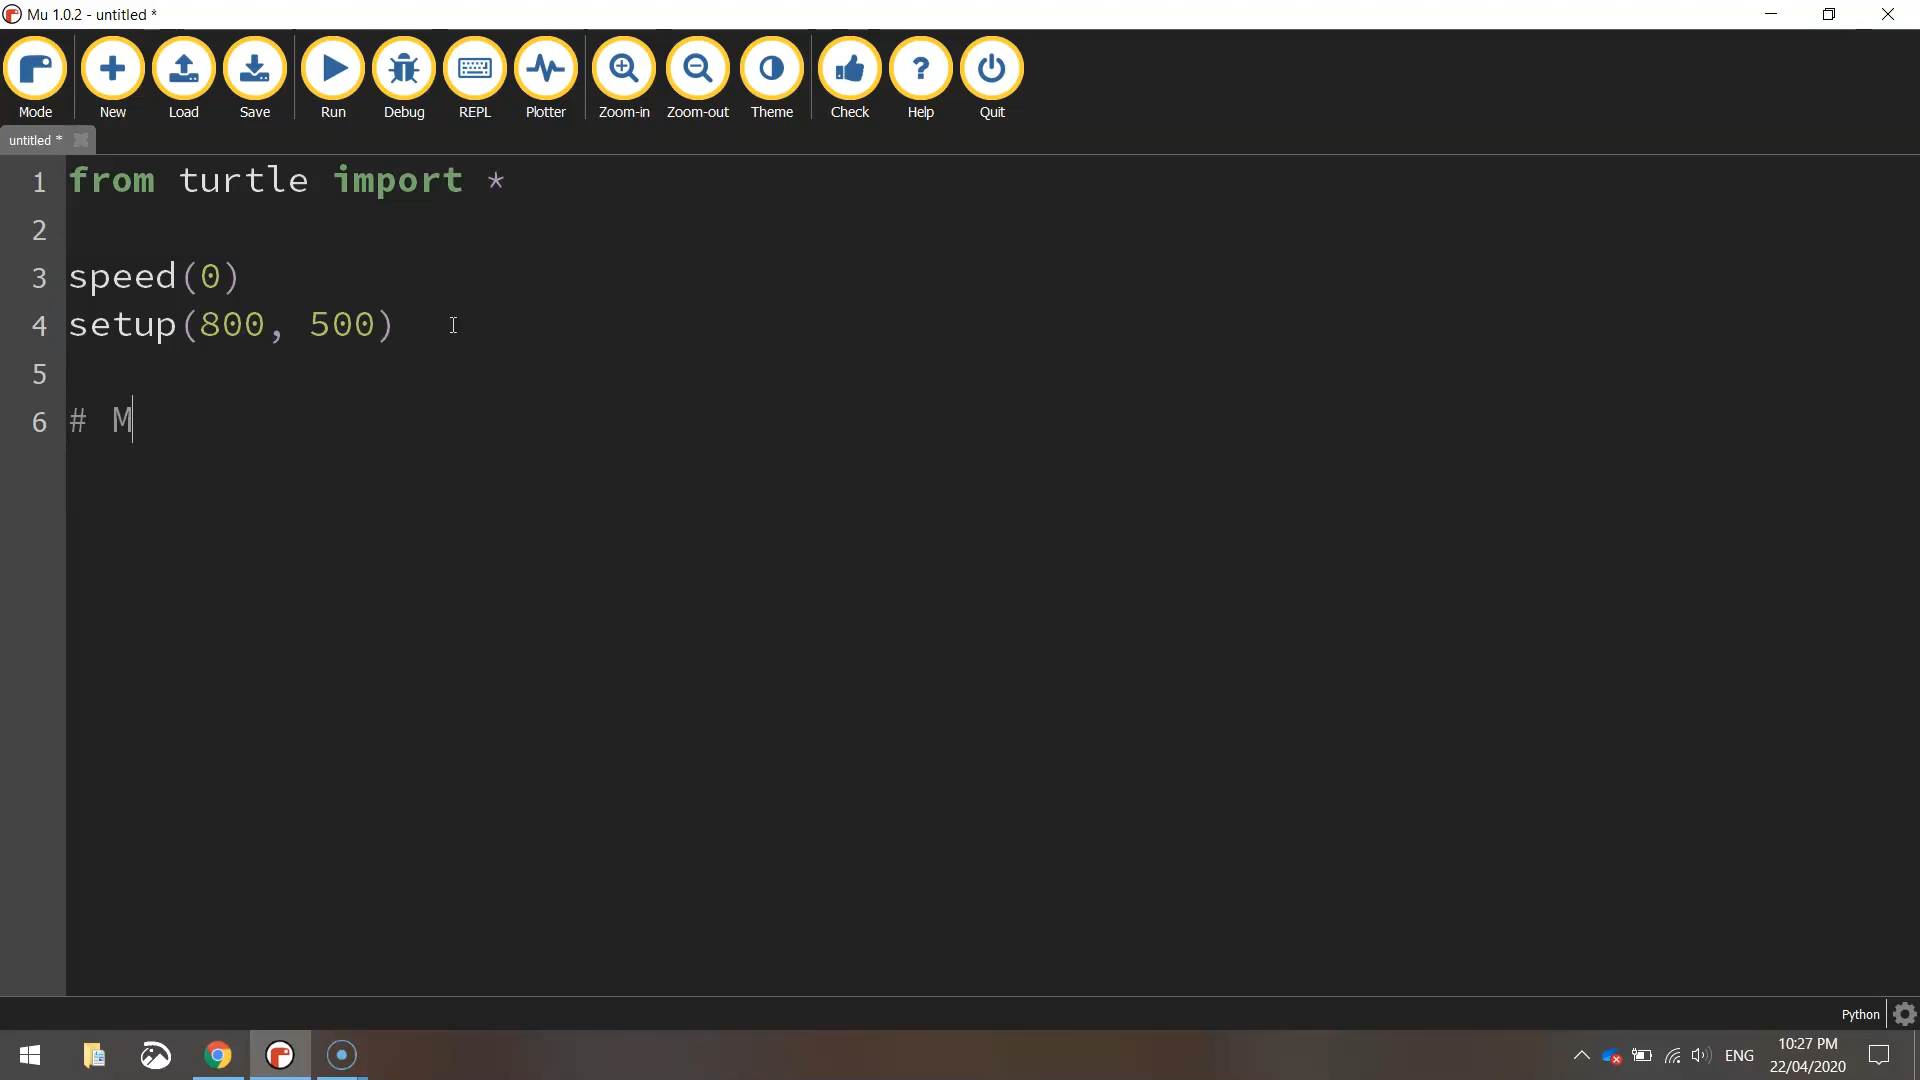 Mu 1.0.2 - untitled *
Mode New Load Save Run Debug REPL Plotter Zoom-in Zoom-out Theme Check Help Quit
untitled *
1 from turtle import *
2
3 speed(0)
4 setup(800, 500)
5
6 # M
Python
ENG 10:27 PM
22/04/2020